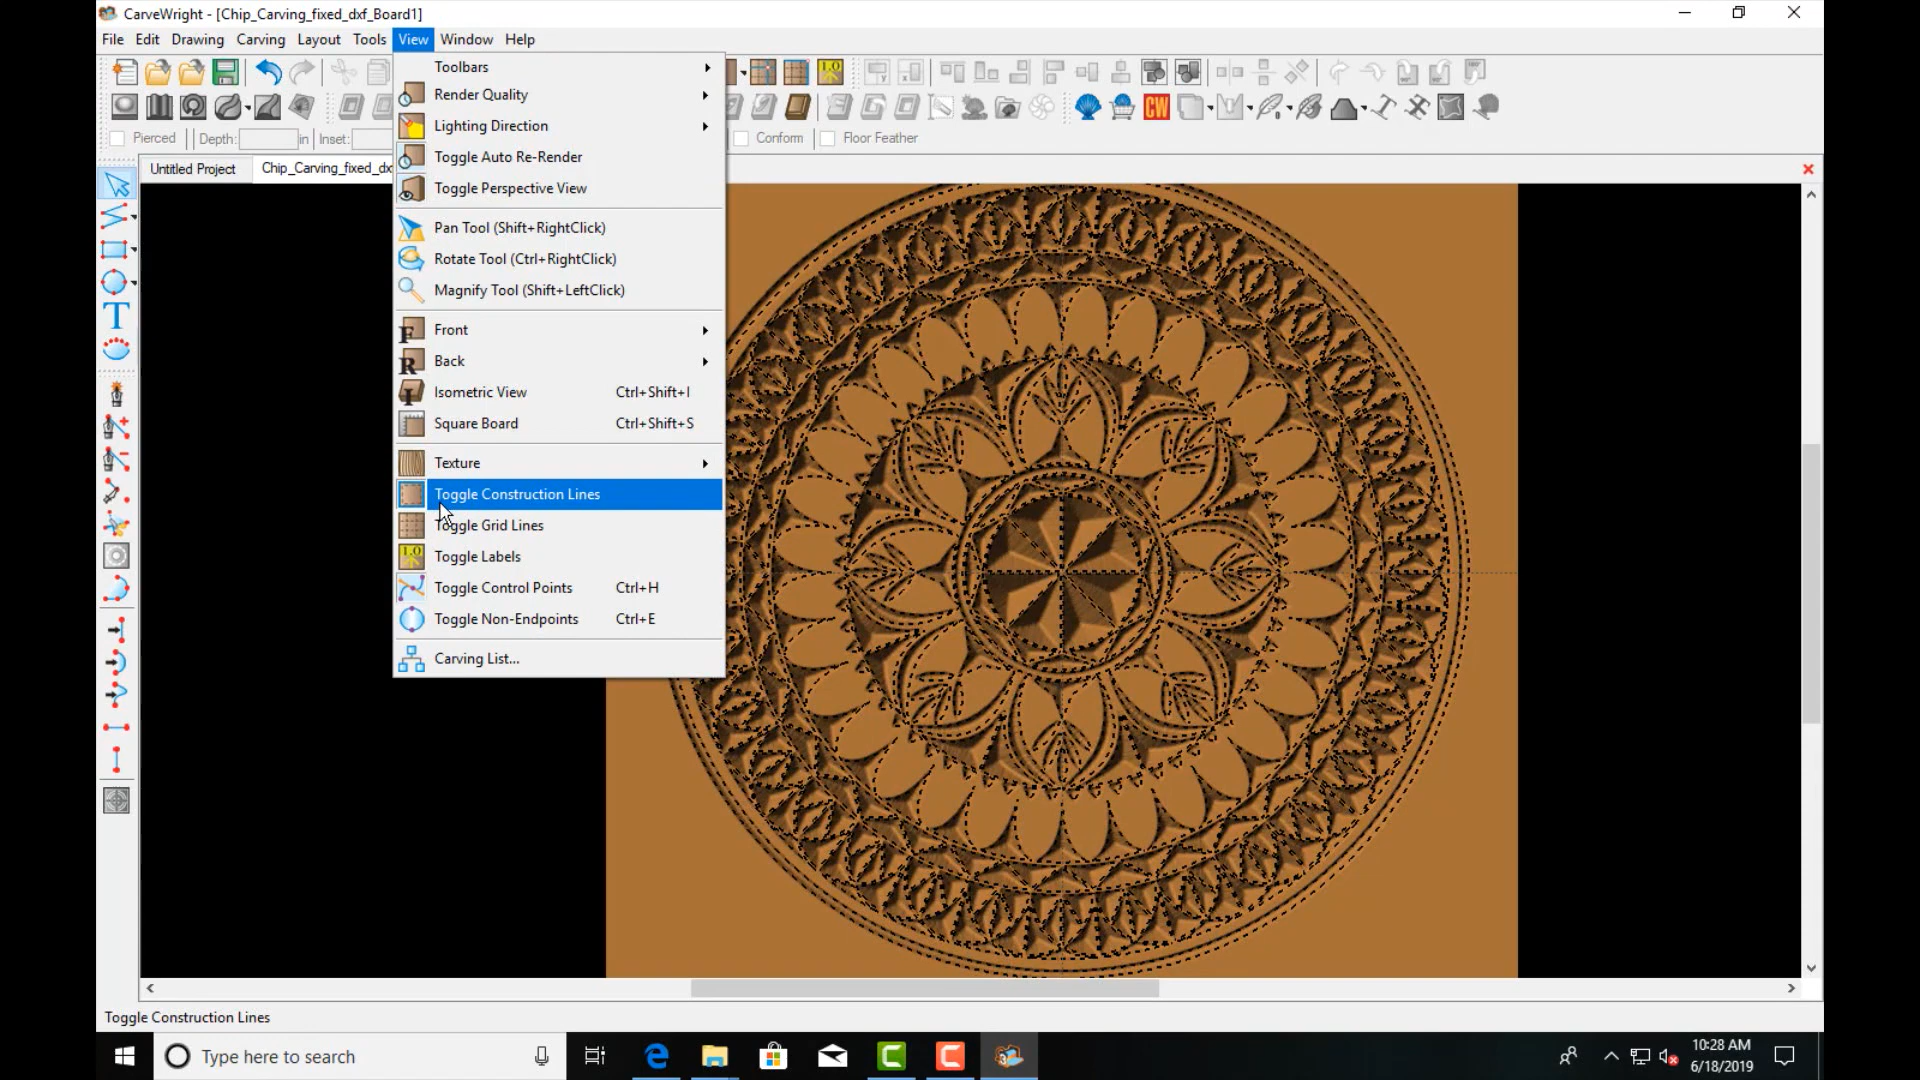 CarveWright - [Chip_Carving_fixed_dxf_Board1]
File Edit Drawing Carving Layout Tools View Window Help
Pierced Depth: in Inset: Conform Floor Feather
Untitled Project Chip_Carving_fixed_dx
Toolbars
Render Quality
Lighting Direction
Toggle Auto Re-Render
Toggle Perspective View
Pan Tool (Shift+RightClick)
Rotate Tool (Ctrl+RightClick)
Magnify Tool (Shift+LeftClick)
Front
Back
Isometric View Ctrl+Shift+I
Square Board Ctrl+Shift+S
Texture
Toggle Construction Lines
Toggle Grid Lines
Toggle Labels
Toggle Control Points Ctrl+H
Toggle Non-Endpoints Ctrl+E
Carving List...
Toggle Construction Lines
Type here to search
10:28 AM
6/18/2019